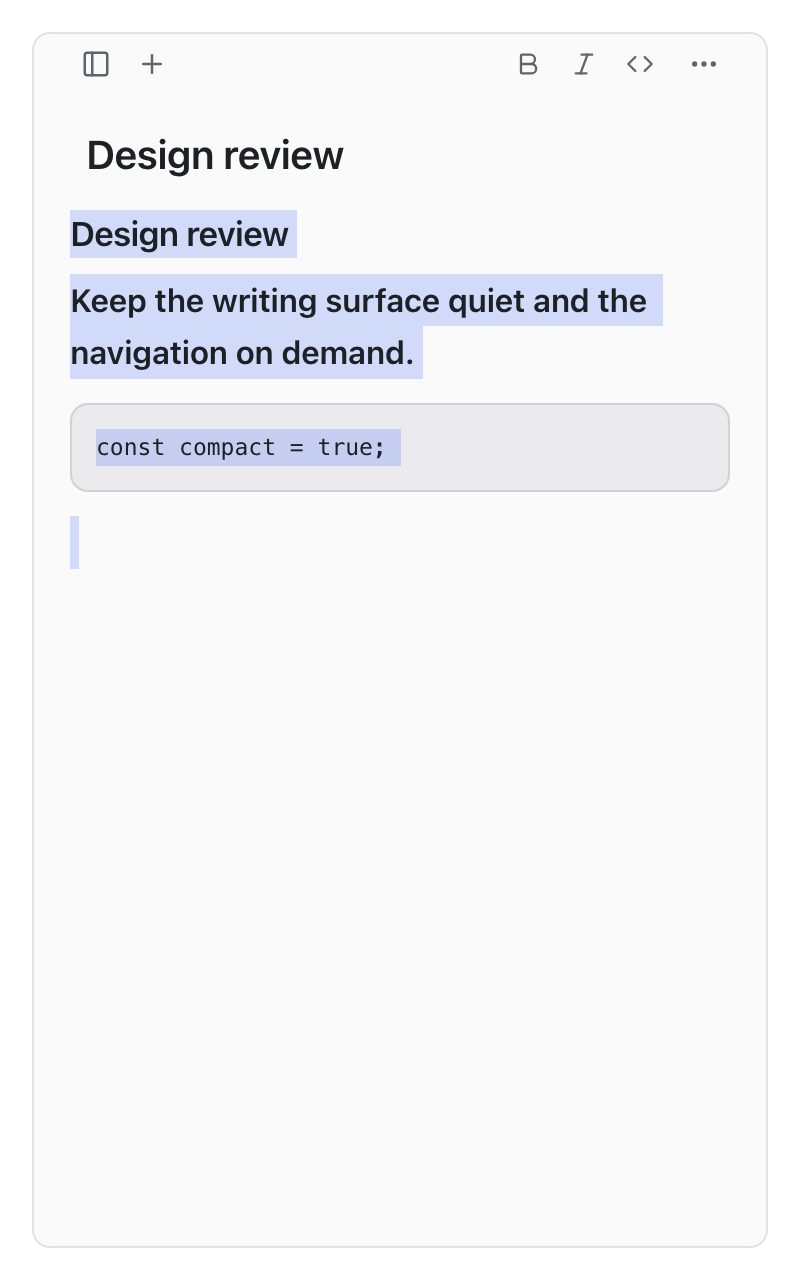 Design review
Design review
Keep the writing surface quiet and the
navigation on demand.
const compact = true;